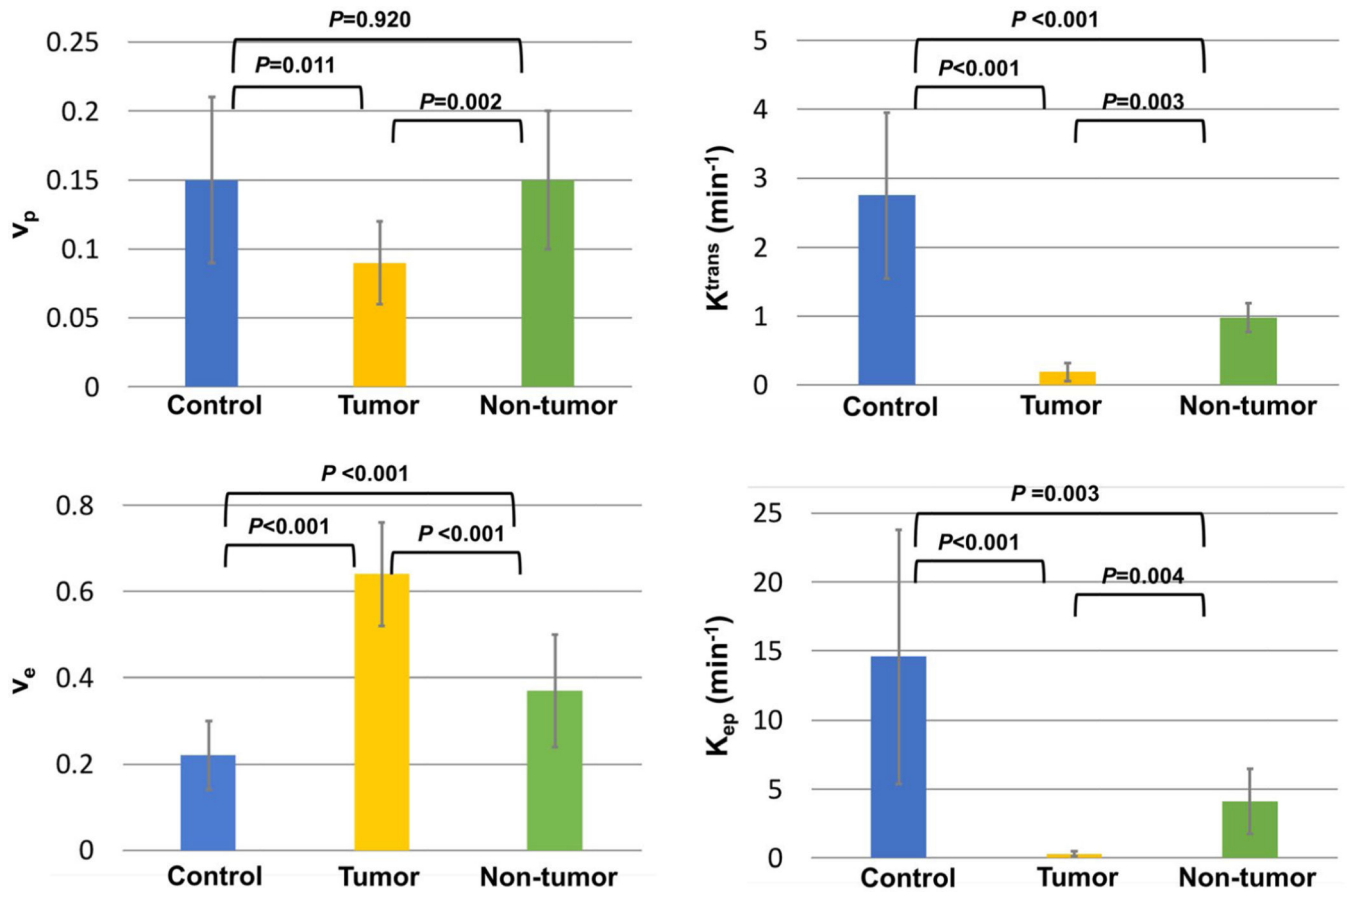 P=0.920
0.25
P=0.011
P=0.002
0.2
0.15
0.1
0.05
0
vp
Control Tumor Non-tumor
P <0.001
5
P<0.001
P=0.003
4
3
2
1
0
Ktrans (min-1)
Control Tumor Non-tumor
P <0.001
0.8
P<0.001
P <0.001
0.6
0.4
0.2
0
ve
Control Tumor Non-tumor
P =0.003
25
P<0.001
P=0.004
20
15
10
5
0
Kep (min-1)
Control Tumor Non-tumor